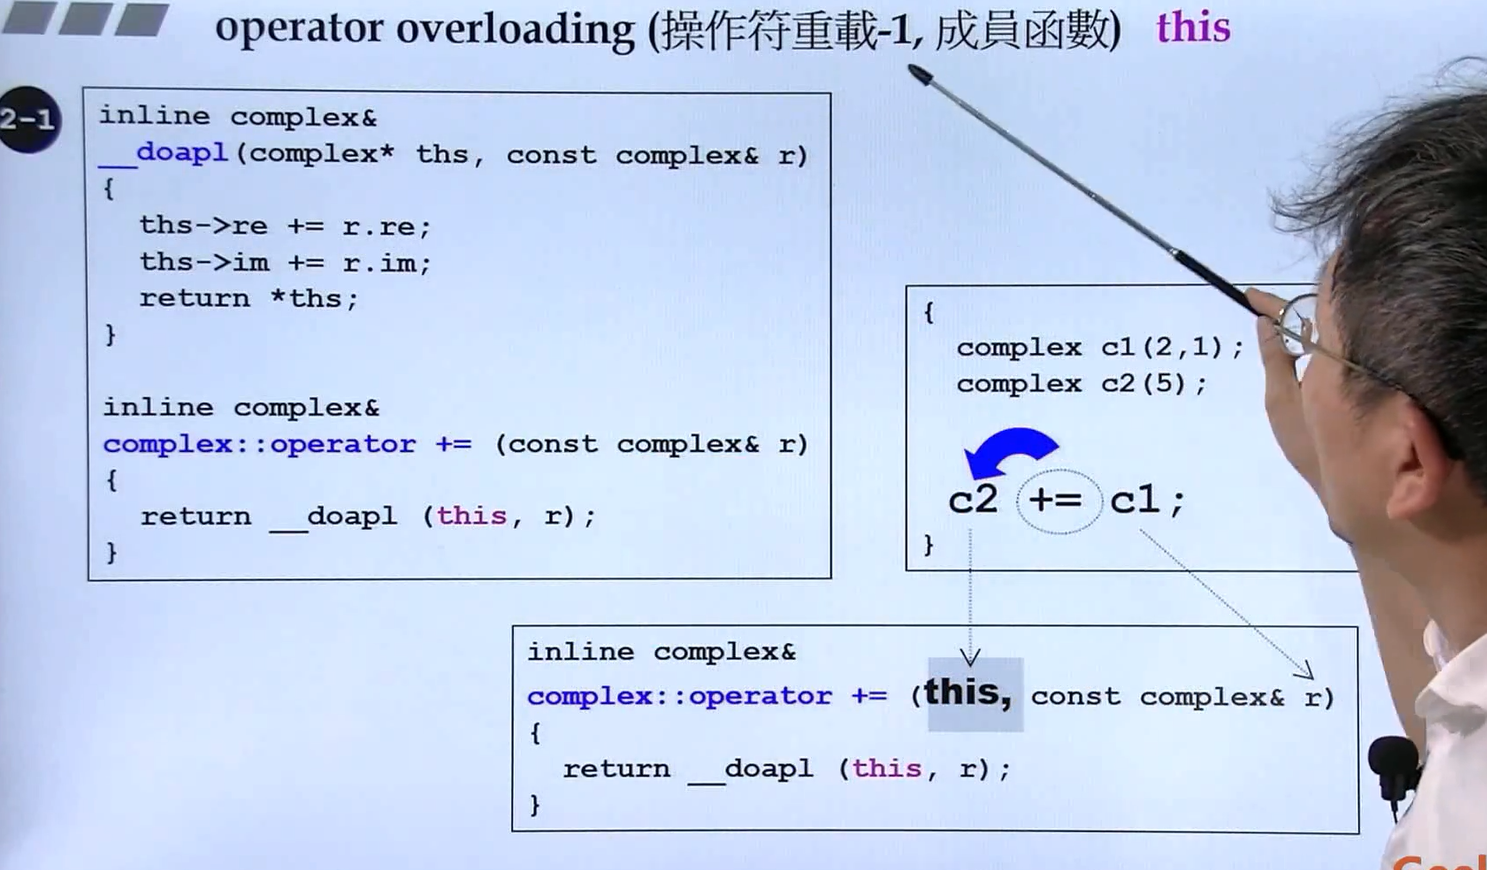 operator overloading (操作符重載-1, 成員函數) this
2-1
inline complex&
__doapl(complex* ths, const complex& r)
{
ths->re += r.re;
ths->im += r.im;
return *ths;
}
inline complex&
complex::operator += (const complex& r)
{
return __doapl (this, r);
}
{
complex c1(2,1);
complex c2(5);
c2 += c1;
}
inline complex&
complex::operator += (this, const complex& r)
{
return __doapl (this, r);
}